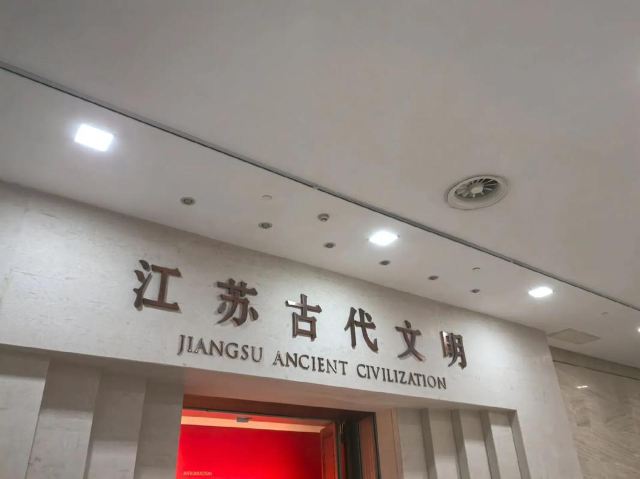 江苏古代文明
JIANGSU ANCIENT CIVILIZATION